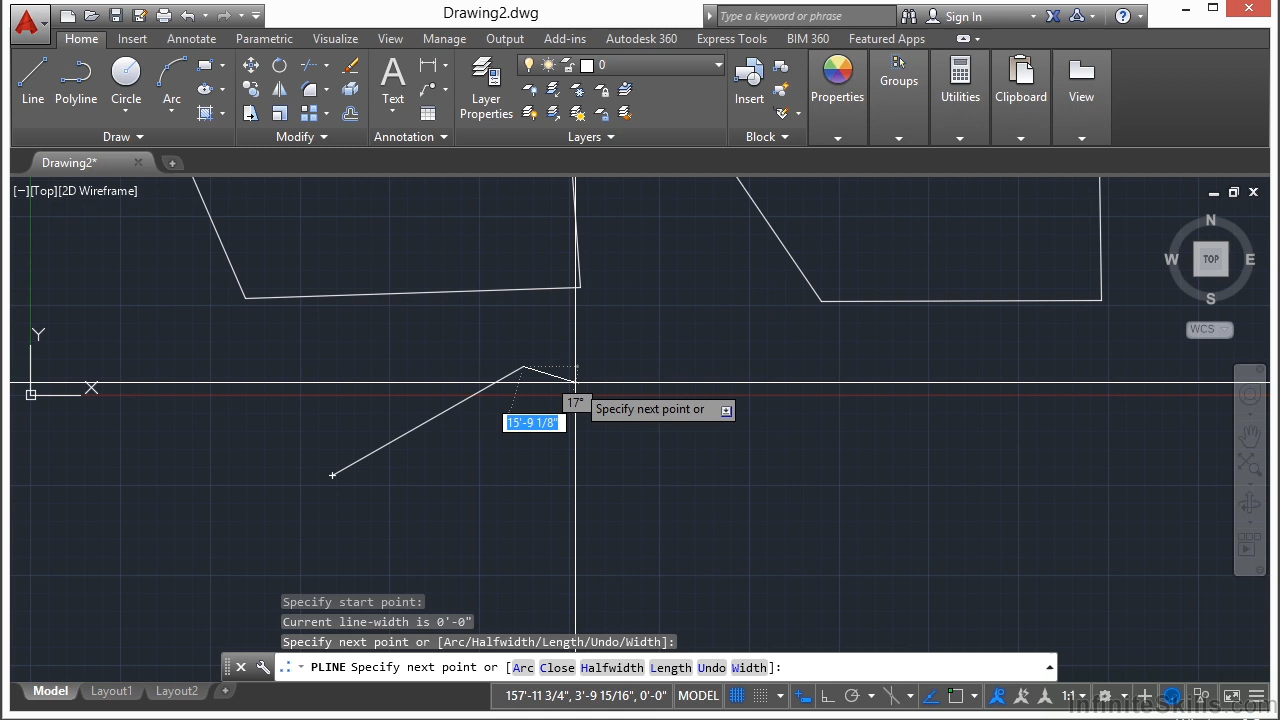 Drawing2.dwg
Type a keyword or phrase
Sign In
Home Insert Annotate Parametric Visualize View Manage Output Add-ins Autodesk 360 Express Tools BIM 360 Featured Apps
Line Polyline Circle Arc
Text
Layer Properties
0
Insert
Properties Groups Utilities Clipboard View
Draw Modify Annotation Layers Block
Drawing2*
[−][Top][2D Wireframe]
N
W TOP E
S
WCS
Y
X
17° Specify next point or
15'-9 1/8"
Specify start point:
Current line-width is 0'-0"
Specify next point or [Arc/Halfwidth/Length/Undo/Width]:
PLINE Specify next point or [Arc Close Halfwidth Length Undo Width]:
Model Layout1 Layout2
157'-11 3/4", 3'-9 15/16", 0'-0" MODEL 1:1
InfiniteSkills.com